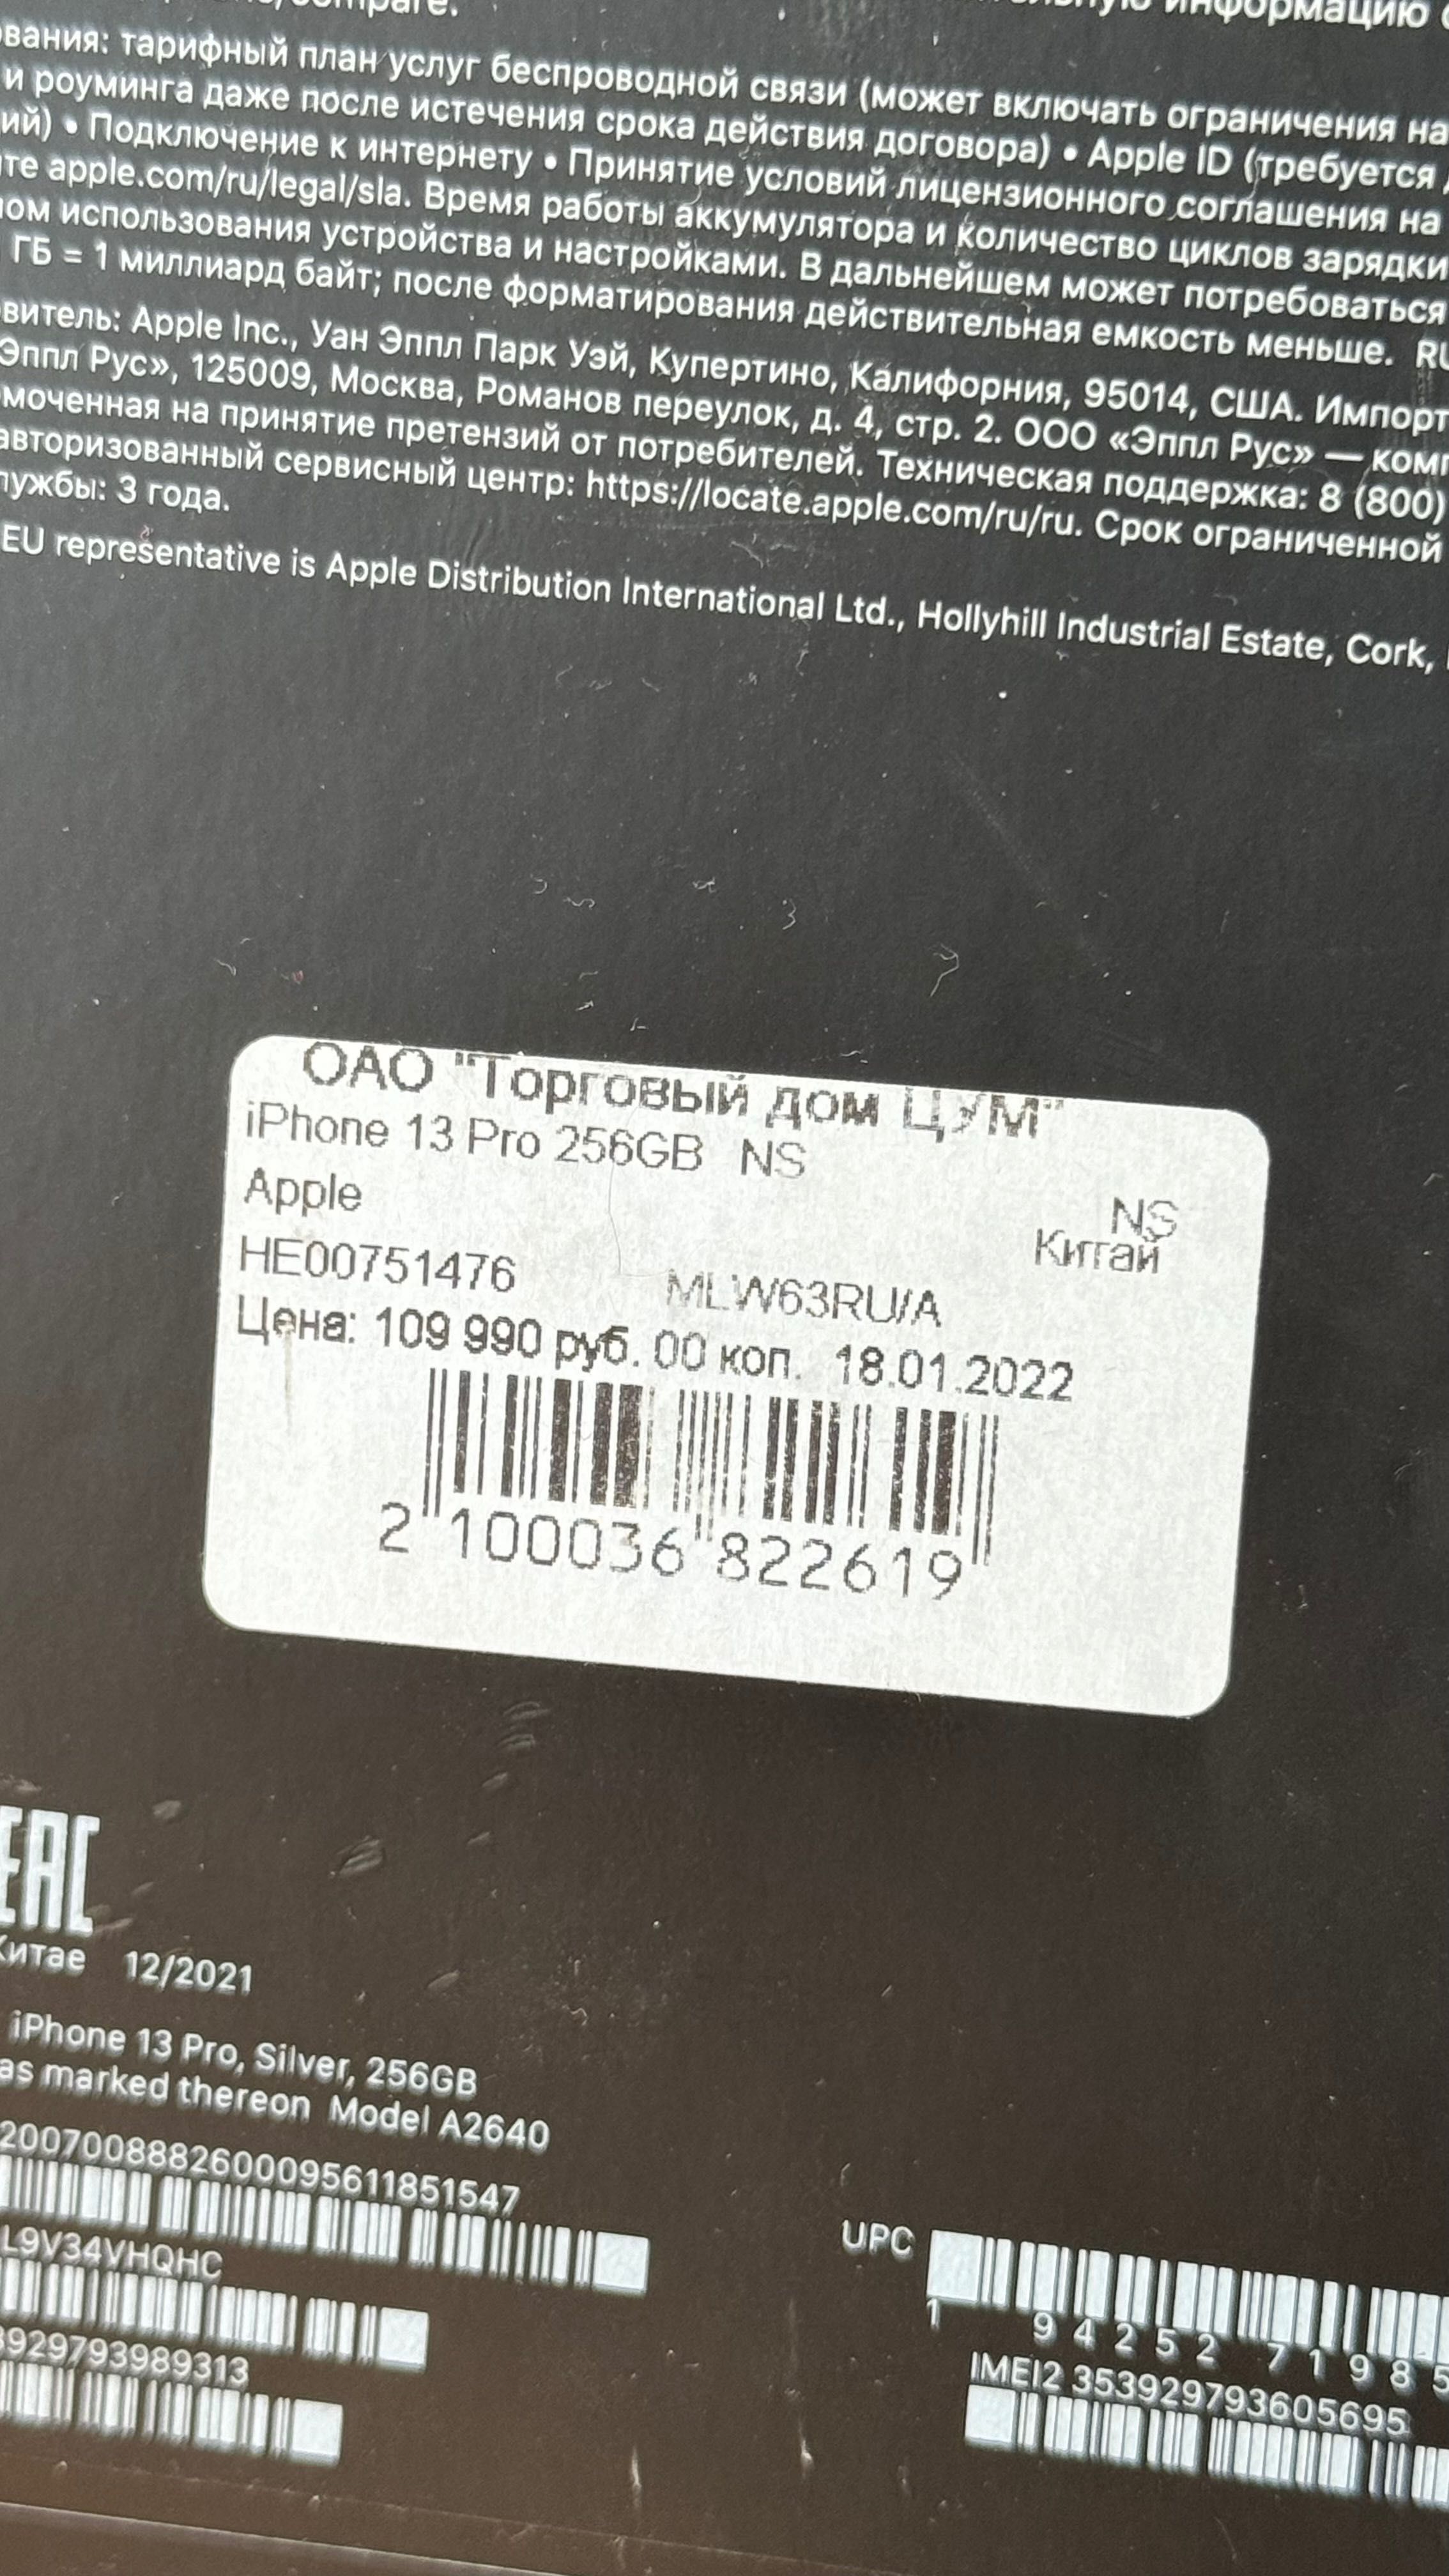 /compare.
информацию
вания: тарифный план услуг беспроводной связи (может включать ограничения на
и роуминга даже после истечения срока действия договора) • Apple ID (требуется
ий) • Подключение к интернету • Принятие условий лицензионного соглашения на
те apple.com/ru/legal/sla. Время работы аккумулятора и количество циклов зарядки
ом использования устройства и настройками. В дальнейшем может потребоваться
ГБ = 1 миллиард байт; после форматирования действительная емкость меньше. RU
витель: Apple Inc., Уан Эппл Парк Уэй, Купертино, Калифорния, 95014, США. Импорт
Эппл Рус», 125009, Москва, Романов переулок, д. 4, стр. 2. ООО «Эппл Рус» — комп
моченная на принятие претензий от потребителей. Техническая поддержка: 8 (800)
авторизованный сервисный центр: https://locate.apple.com/ru/ru. Срок ограниченной
лужбы: 3 года.
EU representative is Apple Distribution International Ltd., Hollyhill Industrial Estate, Cork,
ОАО "Торговый дом ЦУМ"
iPhone 13 Pro 256GB NS
Apple
NS
Китай
HE00751476 MLW63RU/A
Цена: 109 990 руб. 00 коп. 18.01.2022
2 100036 822619
EAC
Китае 12/2021
iPhone 13 Pro, Silver, 256GB
as marked thereon Model A2640
2007008882600095611851547
L9V34VHQHC
3929793989313
UPC
1 94252 71985
IMEI2 353929793605695